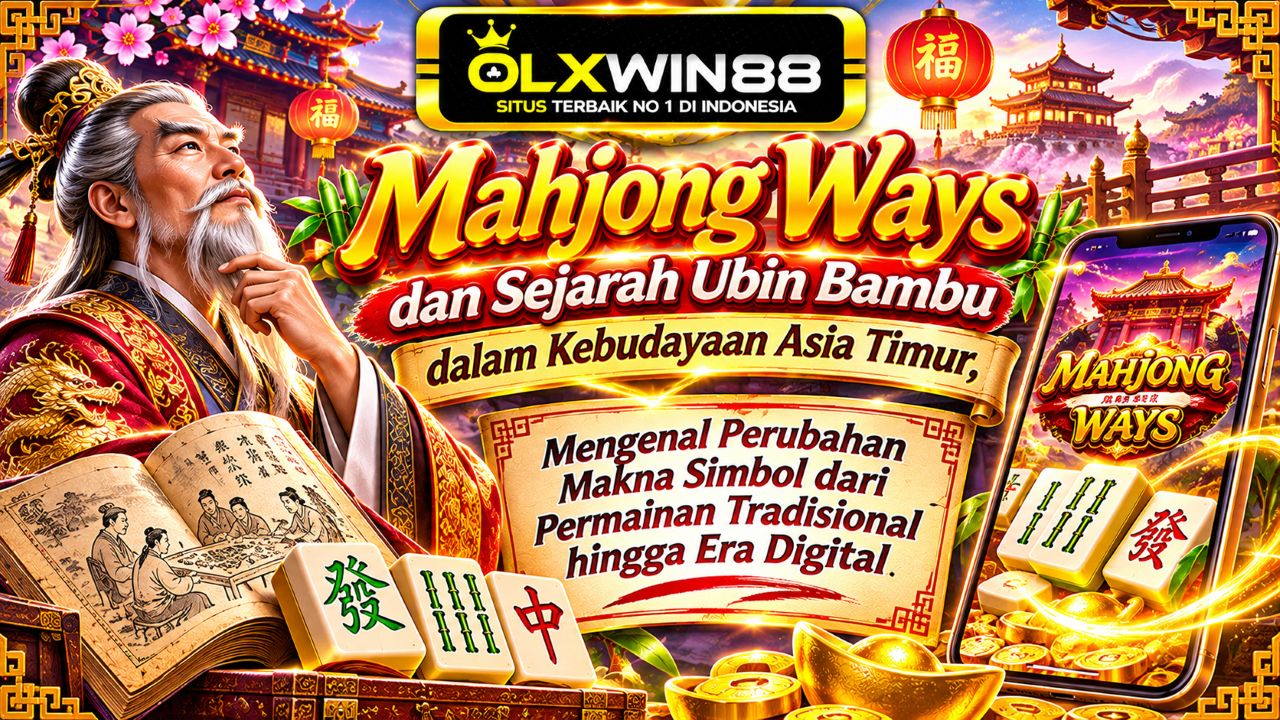 OLXWIN88
SITUS TERBAIK NO 1 DI INDONESIA
福
福
Mahjong Ways
dan Sejarah Ubin Bambu
dalam Kebudayaan Asia Timur,
Mengenal Perubahan
Makna Simbol dari
Permainan Tradisional
hingga Era Digital.
MAHJONG
WAYS
發
中
發